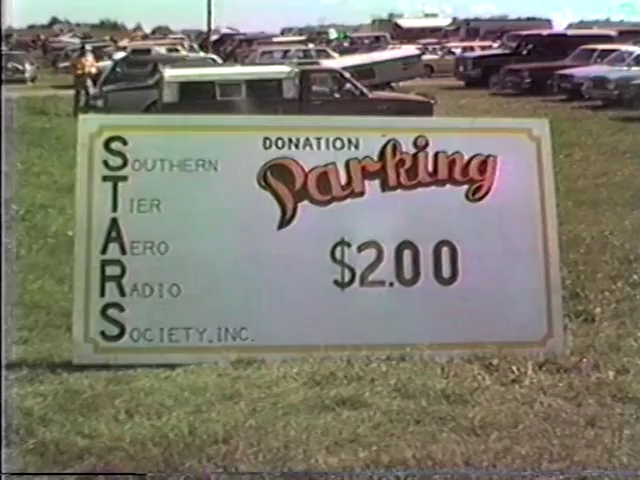 SOUTHERN
TIER
AERO
RADIO
SOCIETY, INC.
DONATION
Parking
$2.00